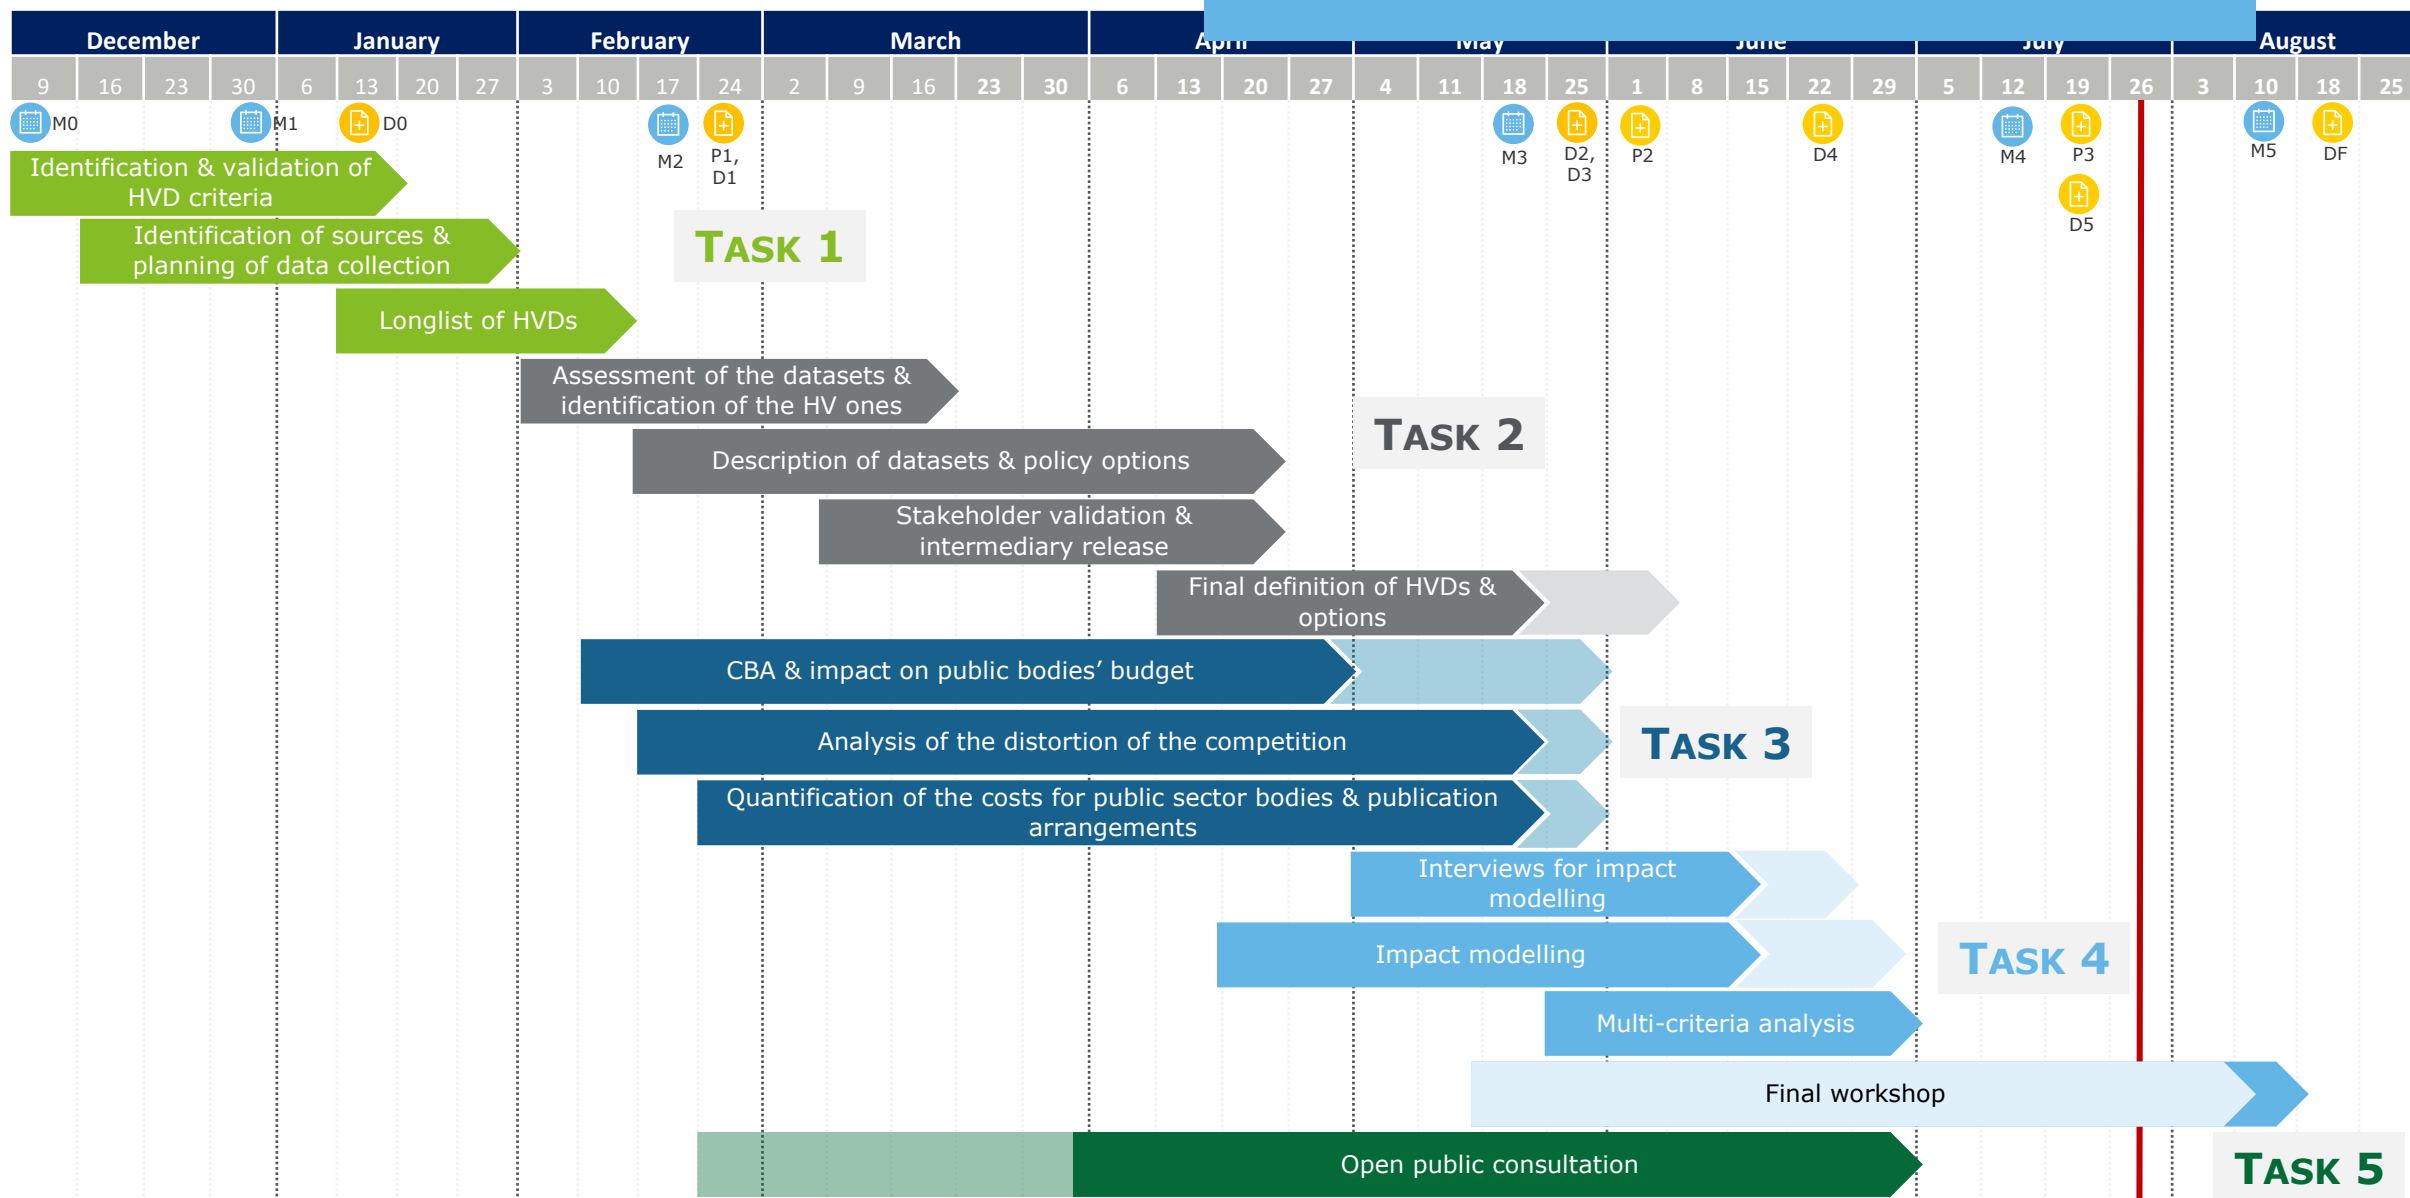 December January February March April May June July August
9 16 23 30 6 13 20 27 3 10 17 24 2 9 16 23 30 6 13 20 27 4 11 18 25 1 8 15 22 29 5 12 19 26 3 10 18 25
M0 M1 D0 M2 P1, D1 M3 D2, D3 P2 D4 M4 P3 M5 DF
D5
Identification & validation of
HVD criteria
Identification of sources &
planning of data collection
TASK 1
Longlist of HVDs
Assessment of the datasets &
identification of the HV ones
TASK 2
Description of datasets & policy options
Stakeholder validation &
intermediary release
Final definition of HVDs &
options
CBA & impact on public bodies’ budget
Analysis of the distortion of the competition
TASK 3
Quantification of the costs for public sector bodies & publication
arrangements
Interviews for impact
modelling
Impact modelling
TASK 4
Multi-criteria analysis
Final workshop
Open public consultation
TASK 5